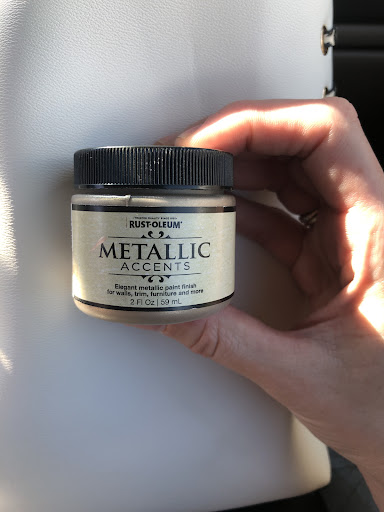 RUST-OLEUM®
METALLIC
ACCENTS
Elegant metallic paint finish
for walls, trim, furniture and more
2 Fl Oz | 59 mL